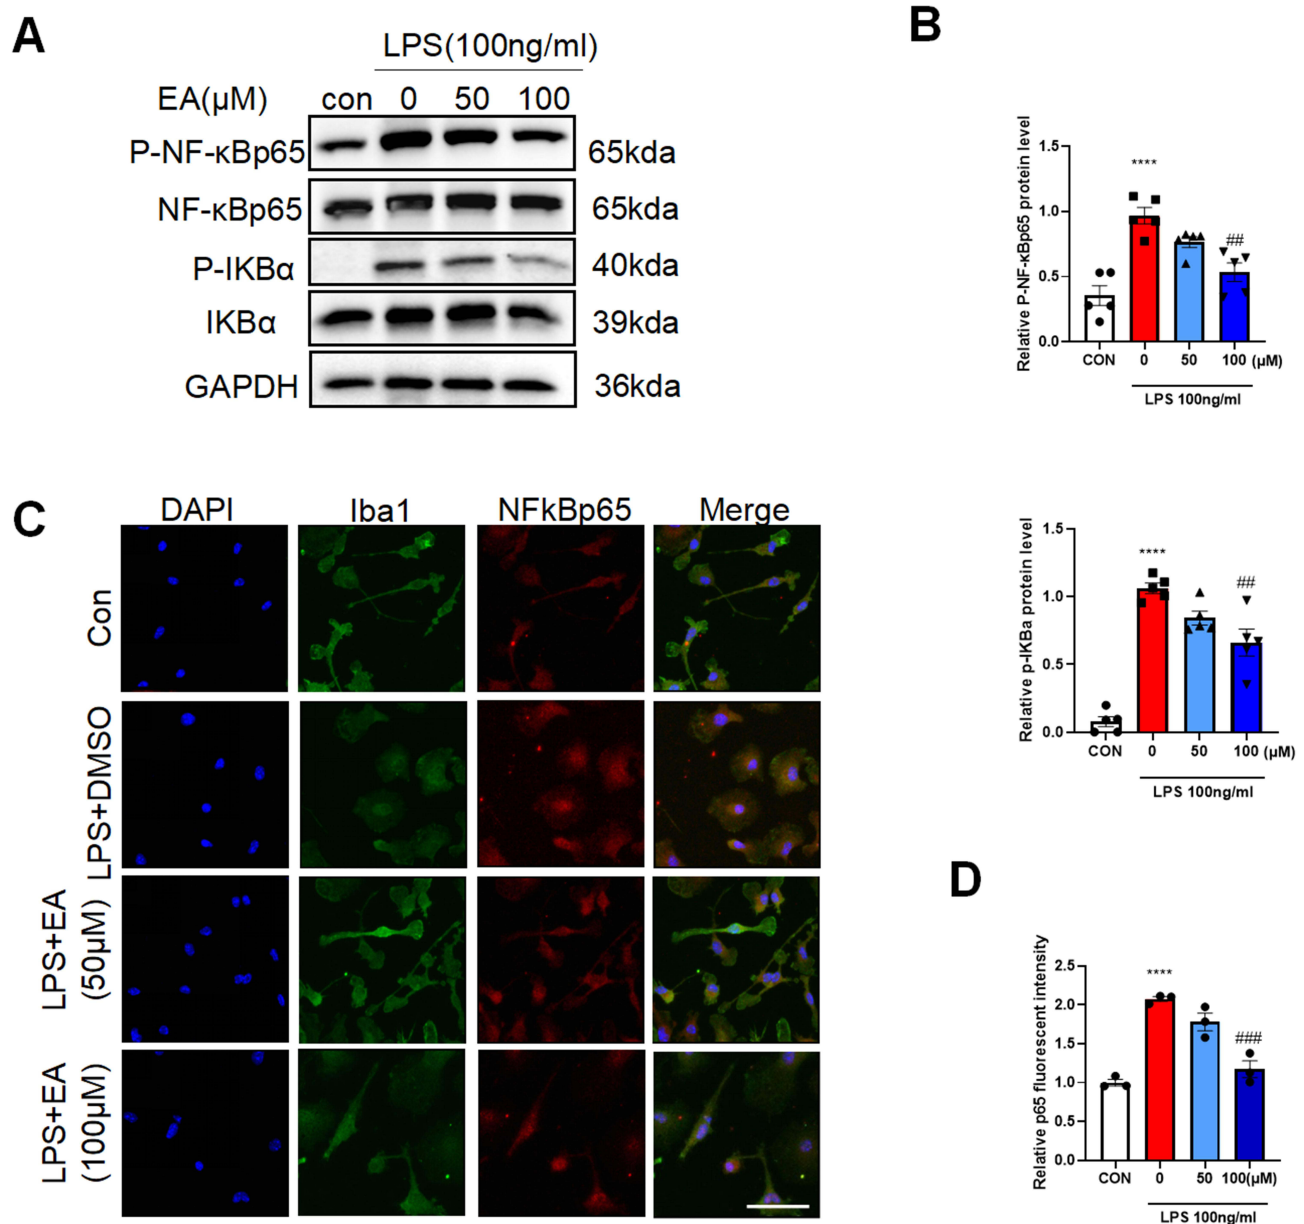 A
LPS(100ng/ml)
EA(μM) con 0 50 100
P-NF-κBp65 65kda
NF-κBp65 65kda
P-IKBα 40kda
IKBα 39kda
GAPDH 36kda
B
Relative P-NF-κBp65 protein level
1.5
1.0
0.5
0.0
****
##
CON 0 50 100 (μM)
LPS 100ng/ml
Relative p-IKBa protein level
1.5
1.0
0.5
0.0
****
##
CON 0 50 100 (μM)
LPS 100ng/ml
C
DAPI Iba1 NFkBp65 Merge
Con
LPS+DMSO
LPS+EA
(50μM)
LPS+EA
(100μM)
D
Relative p65 fluorescent intensity
2.5
2.0
1.5
1.0
0.5
0.0
****
###
CON 0 50 100(μM)
LPS 100ng/ml